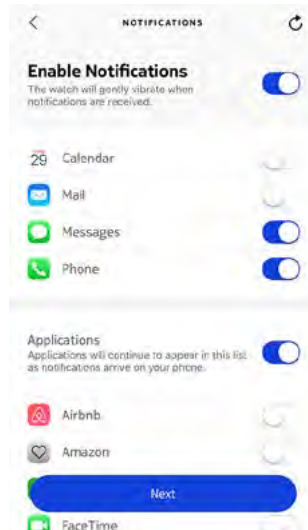 NOTIFICATIONS
Enable Notifications
The watch will gently vibrate when
notifications are received.
29 Calendar
Mail
Messages
Phone
Applications
Applications will continue to appear in this list
as notifications arrive on your phone.
Airbnb
Amazon
Next
FaceTime